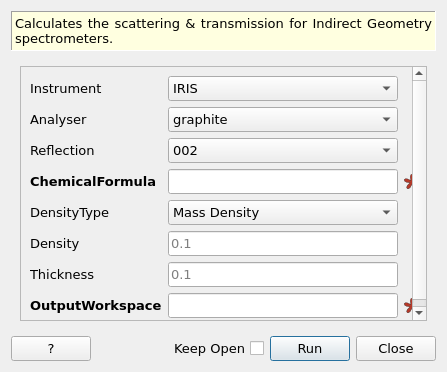 Calculates the scattering & transmission for Indirect Geometry
spectrometers.
Instrument IRIS
Analyser graphite
Reflection 002
ChemicalFormula
DensityType Mass Density
Density 0.1
Thickness 0.1
OutputWorkspace
? Keep Open Run Close